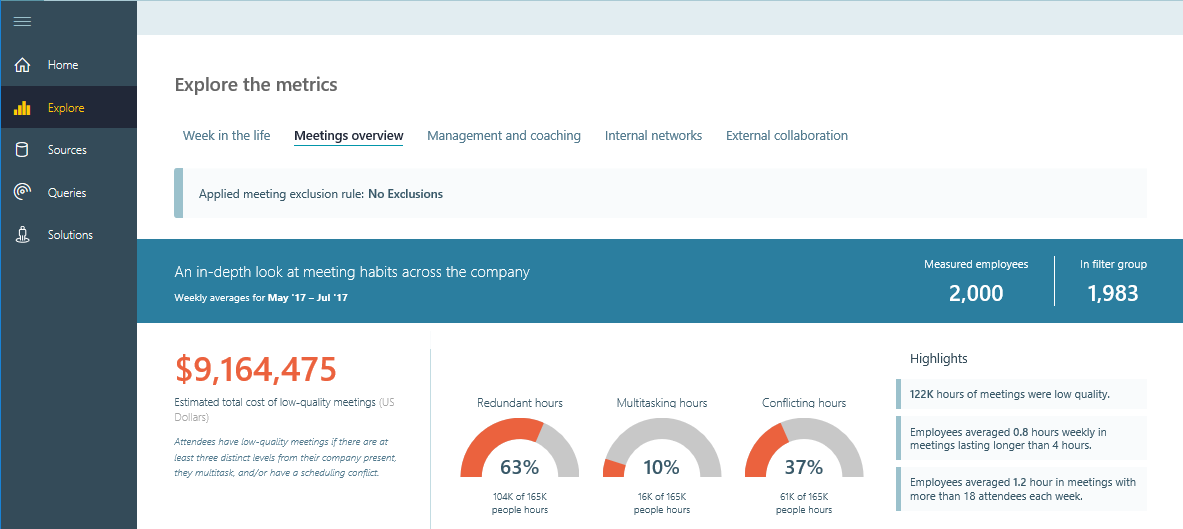 Home
Explore
Sources
Queries
Solutions
Explore the metrics
Week in the life
Meetings overview
Management and coaching
Internal networks
External collaboration
Applied meeting exclusion rule: No Exclusions
An in-depth look at meeting habits across the company
Weekly averages for May '17 – Jul '17
Measured employees
2,000
In filter group
1,983
$9,164,475
Estimated total cost of low-quality meetings (US
Dollars)
Attendees have low-quality meetings if there are at
least three distinct levels from their company present,
they multitask, and/or have a scheduling conflict.
Redundant hours
63%
104K of 165K
people hours
Multitasking hours
10%
16K of 165K
people hours
Conflicting hours
37%
61K of 165K
people hours
Highlights
122K hours of meetings were low quality.
Employees averaged 0.8 hours weekly in
meetings lasting longer than 4 hours.
Employees averaged 1.2 hour in meetings with
more than 18 attendees each week.